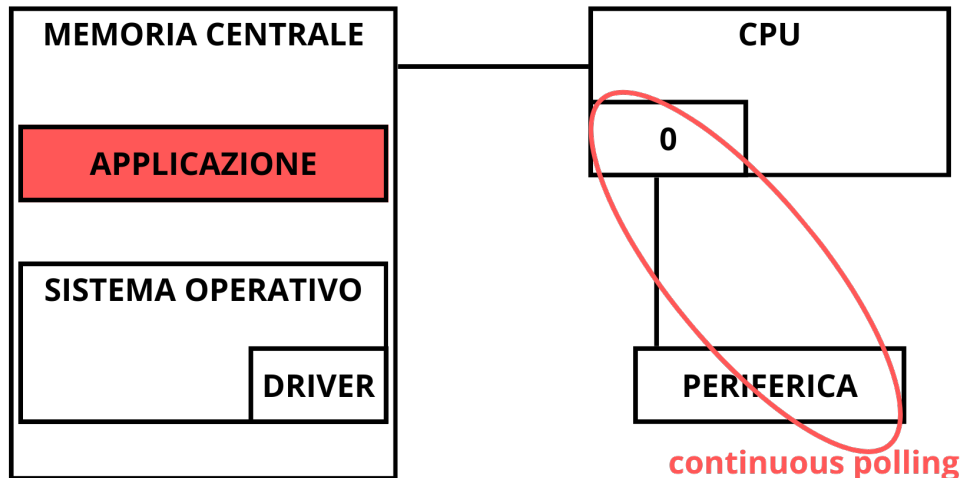 MEMORIA CENTRALE
CPU
0
APPLICAZIONE
SISTEMA OPERATIVO
DRIVER
PERIFERICA
continuous polling